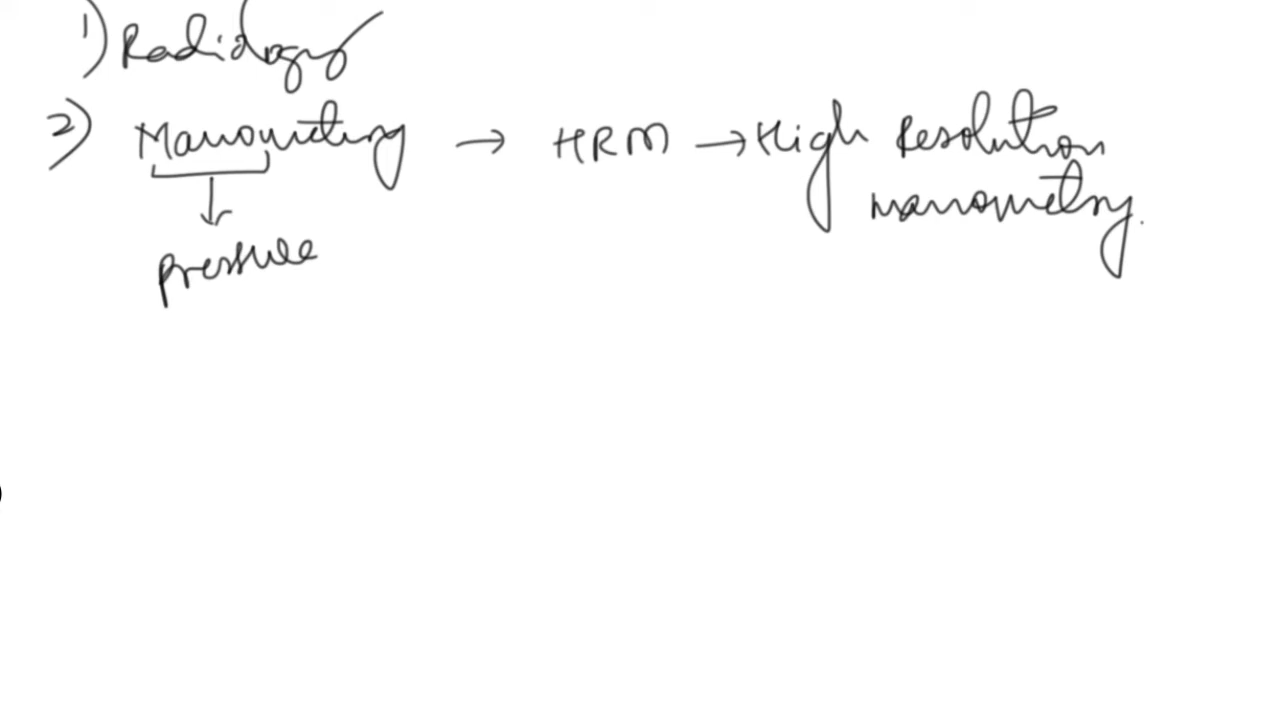 1) Radiology
2) Manometry → HRM → High Resolution
manometry.
↓
pressure